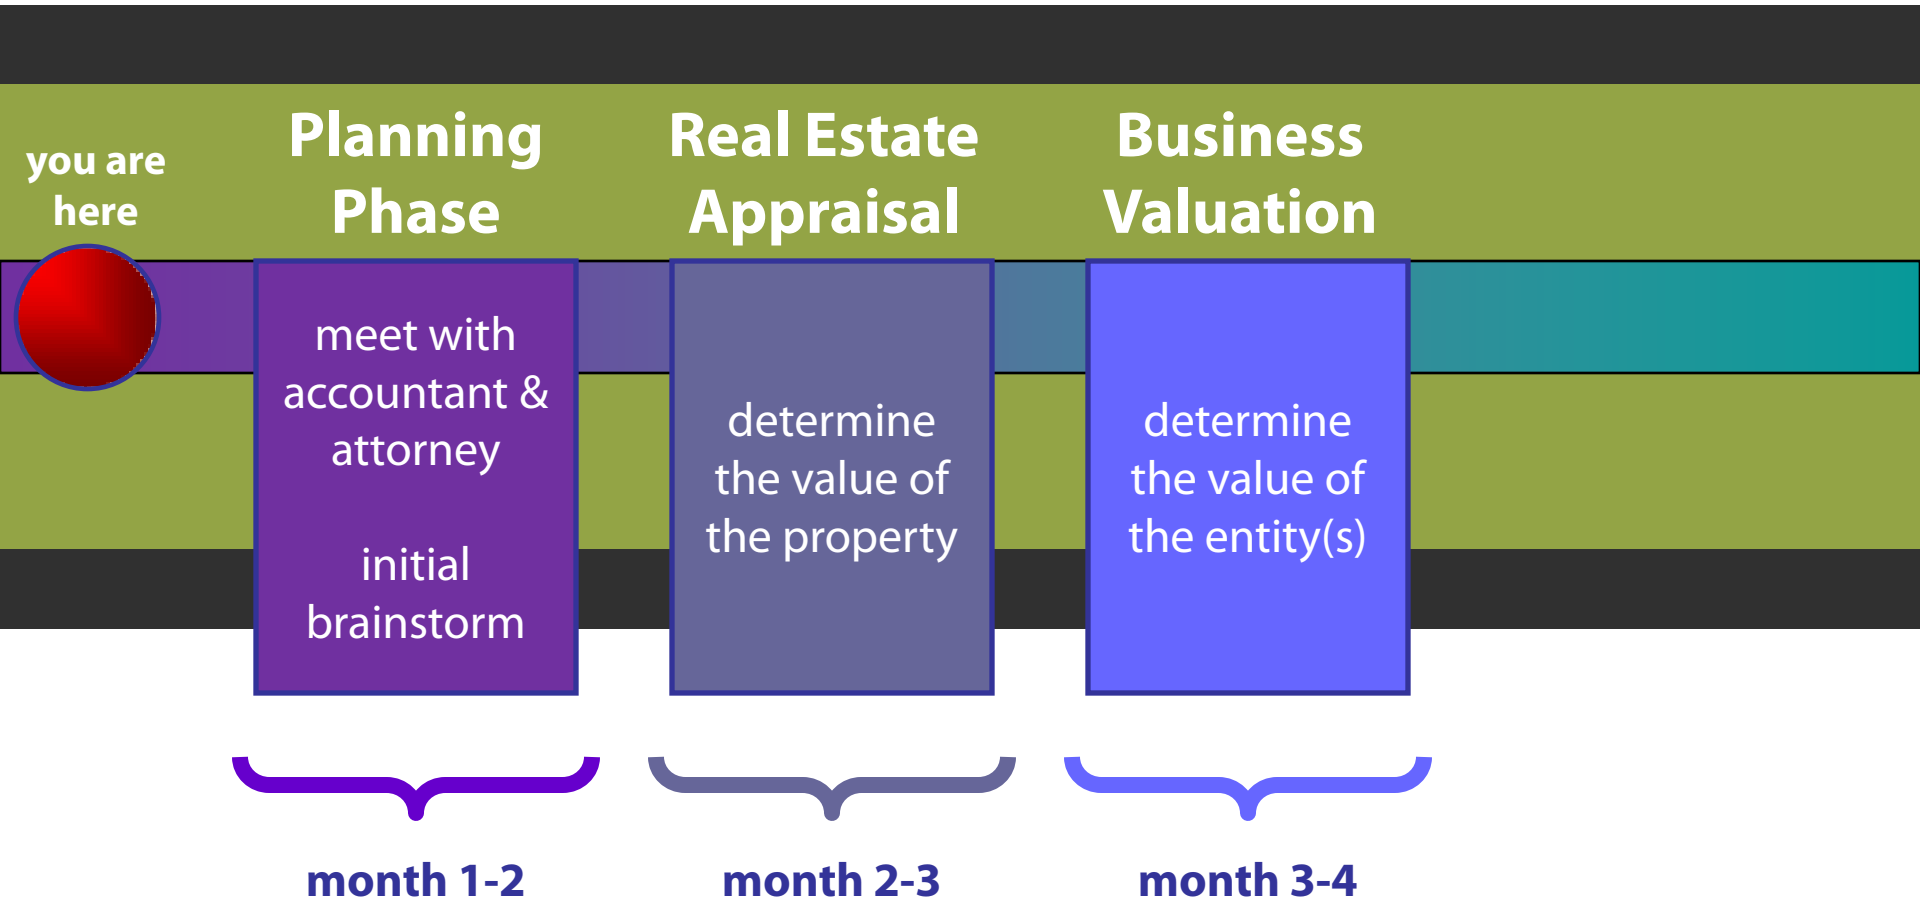 you are
here
Planning
Phase
Real Estate
Appraisal
Business
Valuation
meet with
accountant &
attorney
initial
brainstorm
determine
the value of
the property
determine
the value of
the entity(s)
month 1-2
month 2-3
month 3-4